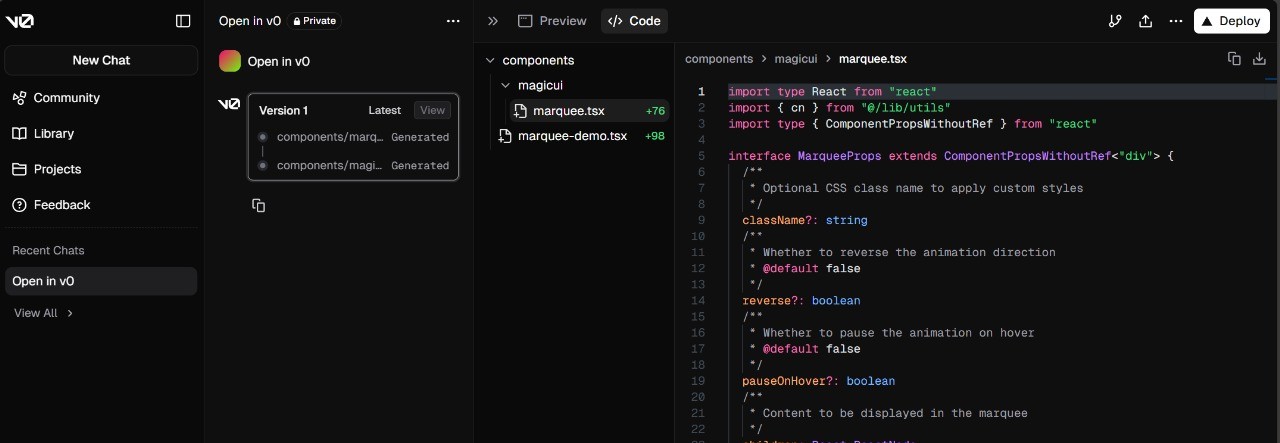 v0
New Chat
Community
Library
Projects
Feedback
Recent Chats
Open in v0
View All
Open in v0 Private
Open in v0
v0
Version 1 Latest View
components/marq... Generated
components/magi... Generated
Preview Code Deploy
components
magicui
marquee.tsx +76
marquee-demo.tsx +98
components > magicui > marquee.tsx
1 import type React from "react"
2 import { cn } from "@/lib/utils"
3 import type { ComponentPropsWithoutRef } from "react"
4
5 interface MarqueeProps extends ComponentPropsWithoutRef<"div"> {
6 /**
7 * Optional CSS class name to apply custom styles
8 */
9 className?: string
10 /**
11 * Whether to reverse the animation direction
12 * @default false
13 */
14 reverse?: boolean
15 /**
16 * Whether to pause the animation on hover
17 * @default false
18 */
19 pauseOnHover?: boolean
20 /**
21 * Content to be displayed in the marquee
22 */